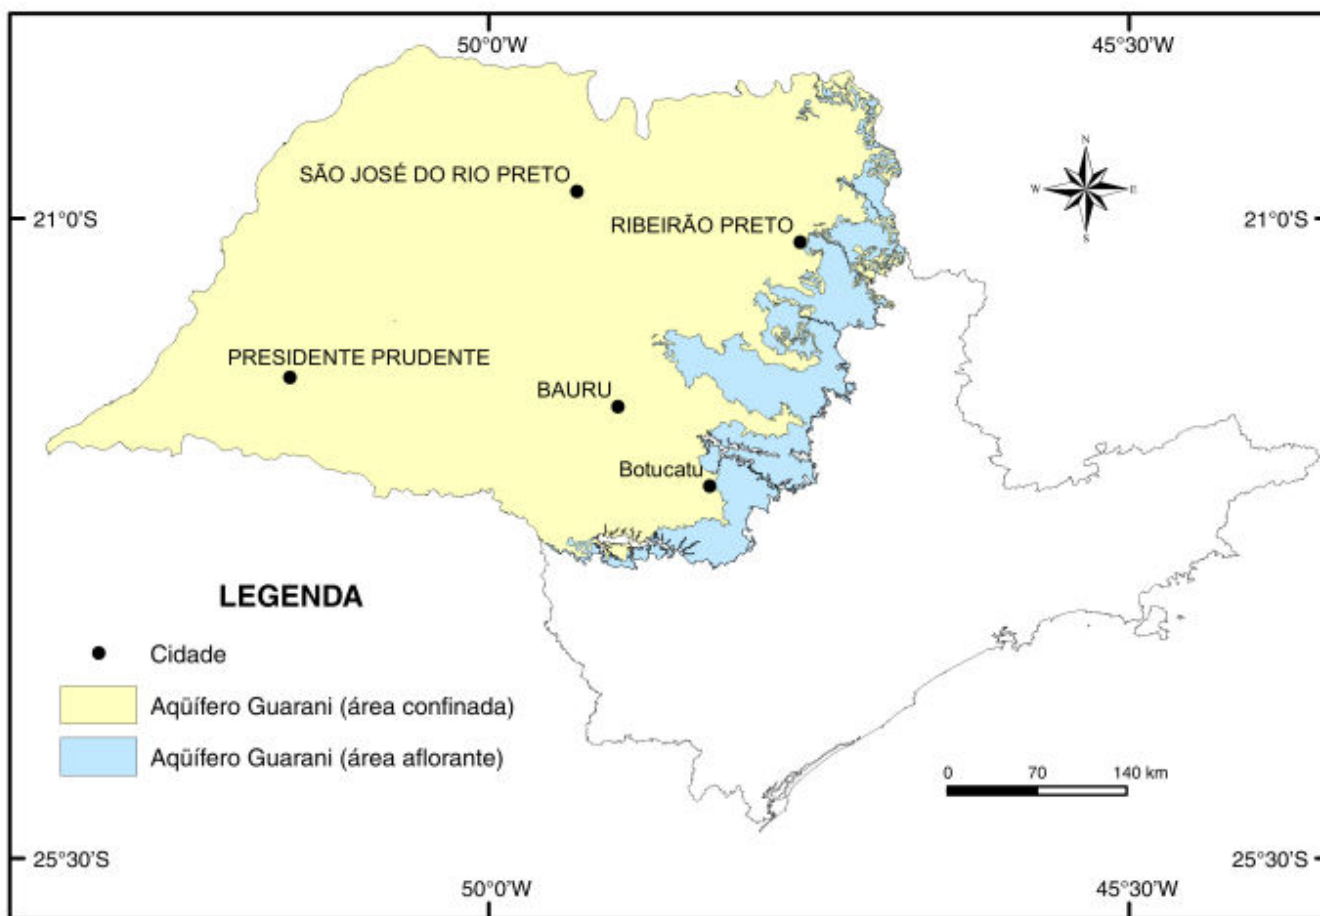 50°0'W
45°30'W
N
W
E
S
SÃO JOSÉ DO RIO PRETO
21°0'S
RIBEIRÃO PRETO
21°0'S
PRESIDENTE PRUDENTE
BAURU
Botucatu
LEGENDA
Cidade
Aqüífero Guarani (área confinada)
Aqüífero Guarani (área aflorante)
0 70 140 km
25°30'S
25°30'S
50°0'W
45°30'W